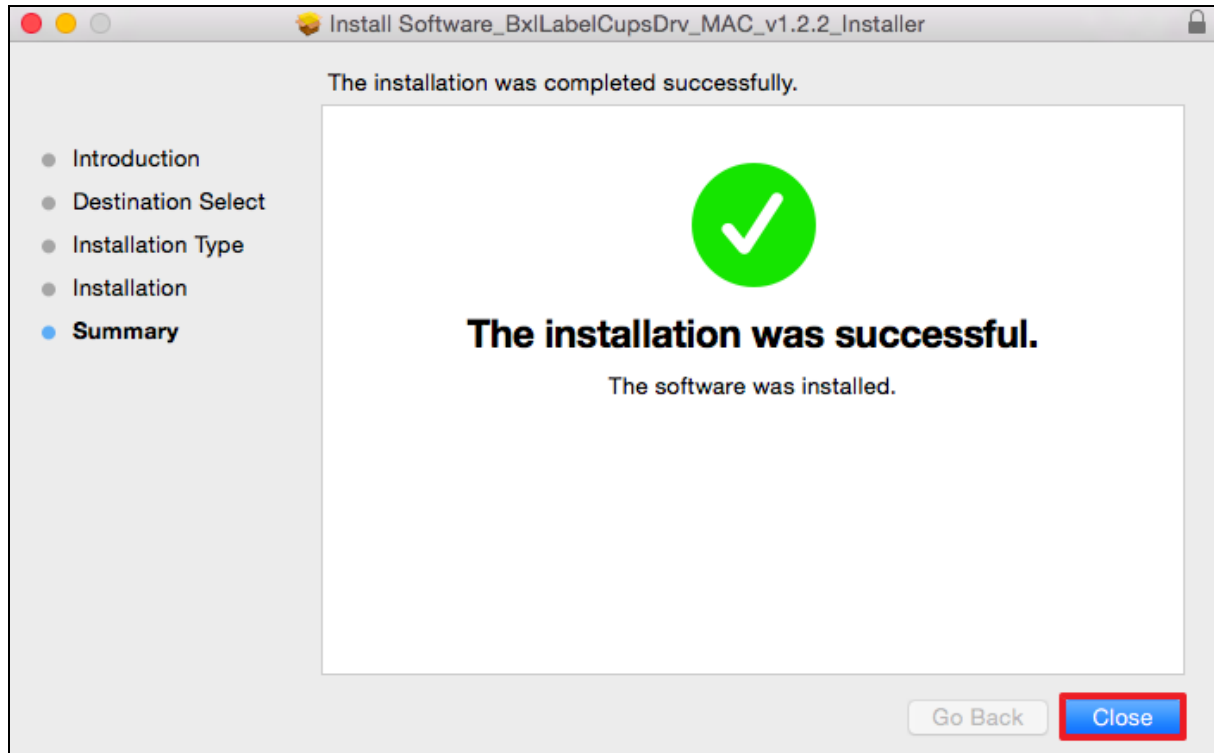 Install Software_BxlLabelCupsDrv_MAC_v1.2.2_Installer
The installation was completed successfully.
Introduction
Destination Select
Installation Type
Installation
Summary
The installation was successful.
The software was installed.
Go Back
Close